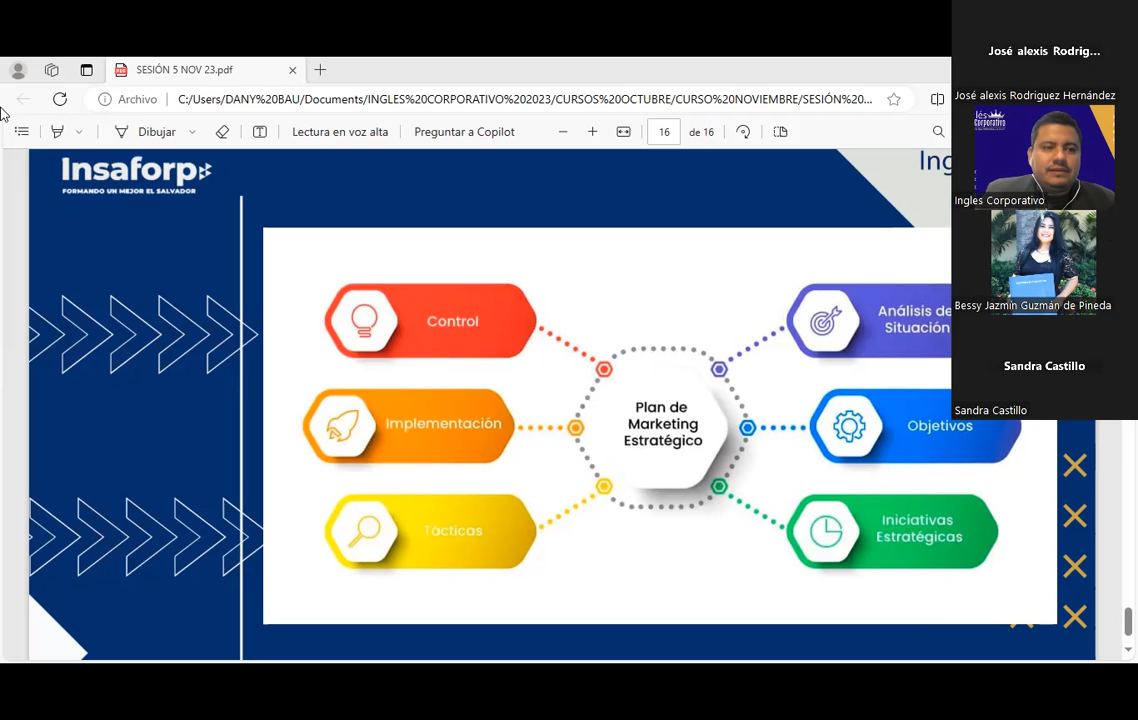 SESIÓN 5 NOV 23.pdf
Archivo
C:/Users/DANY%20BAU/Documents/INGLES%20CORPORATIVO%202023/CURSOS%20OCTUBRE/CURSO%20NOVIEMBRE/SESIÓN%20...
Dibujar
Lectura en voz alta
Preguntar a Copilot
16
de 16
Insaforp
FORMANDO UN MEJOR EL SALVADOR
Ing
Control
Implementación
Tácticas
Plan de
Marketing
Estratégico
Análisis de
Situación
Objetivos
Iniciativas
Estratégicas
José alexis Rodrig...
José alexis Rodriguez Hernández
lés
Corporativo
Ingles Corporativo
Bessy Jazmín Guzmán de Pineda
Sandra Castillo
Sandra Castillo